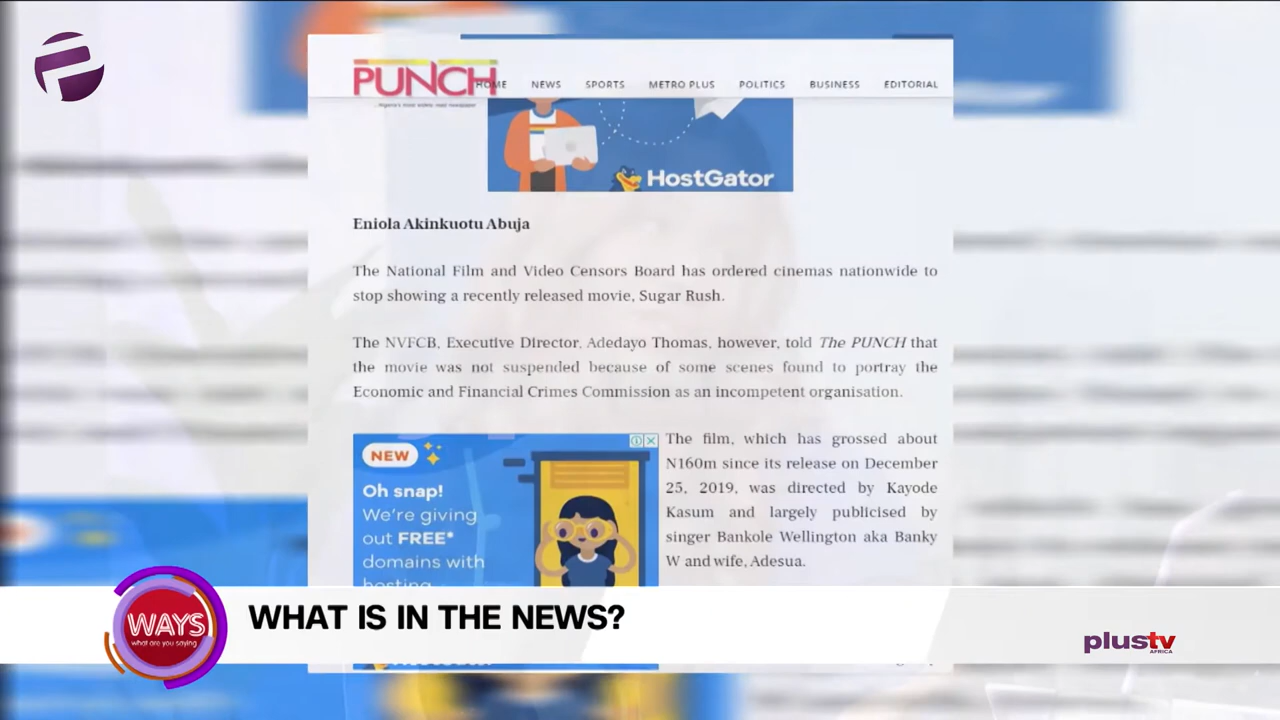 PUNCH
HOME NEWS SPORTS METRO PLUS POLITICS BUSINESS EDITORIAL
HostGator
Eniola Akinkuotu Abuja
The National Film and Video Censors Board has ordered cinemas nationwide to
stop showing a recently released movie, Sugar Rush.
The NVFCB, Executive Director, Adedayo Thomas, however, told The PUNCH that
the movie was not suspended because of some scenes found to portray the
Economic and Financial Crimes Commission as an incompetent organisation.
The film, which has grossed about
N160m since its release on December
25, 2019, was directed by Kayode
Kasum and largely publicised by
singer Bankole Wellington aka Banky
W and wife, Adesua.
NEW
Oh snap!
We're giving
out FREE*
domains with
hosting
WAYS
what are you saying
WHAT IS IN THE NEWS?
plustv
AFRICA